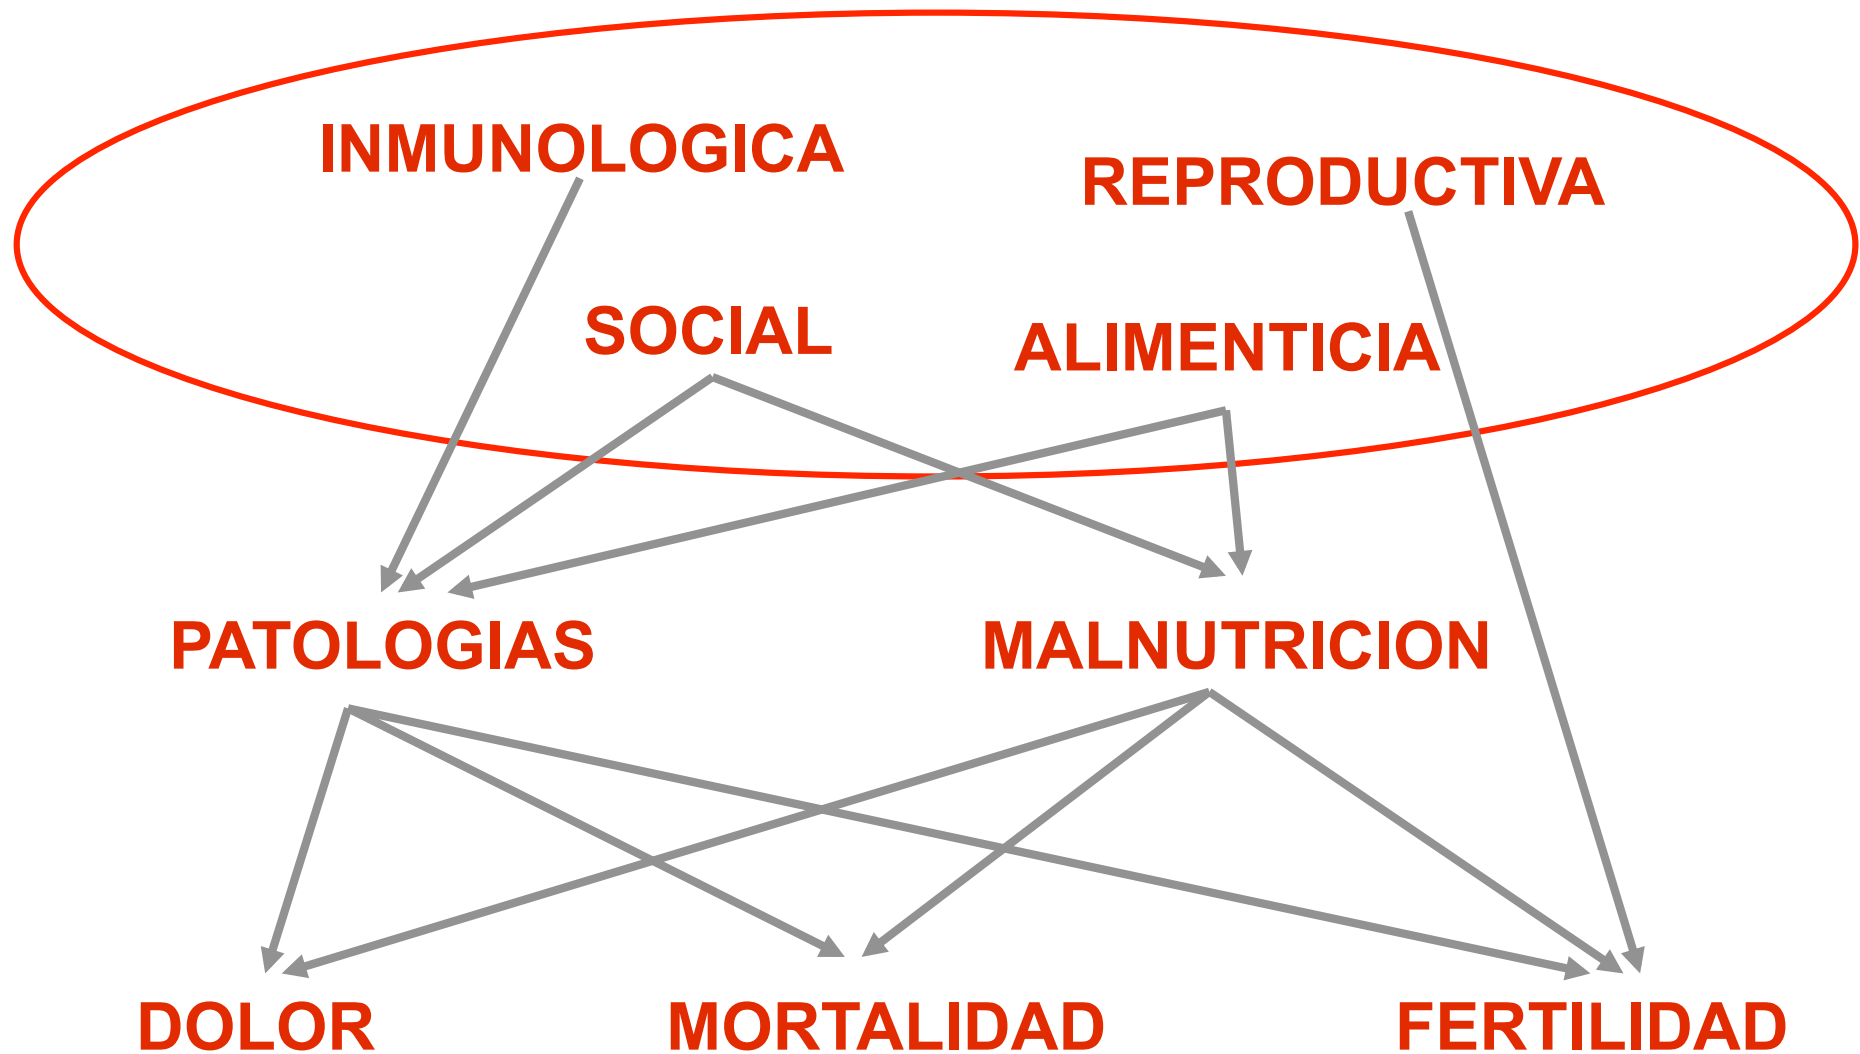 INMUNOLOGICA
REPRODUCTIVA
SOCIAL
ALIMENTICIA
PATOLOGIAS
MALNUTRICION
DOLOR
MORTALIDAD
FERTILIDAD